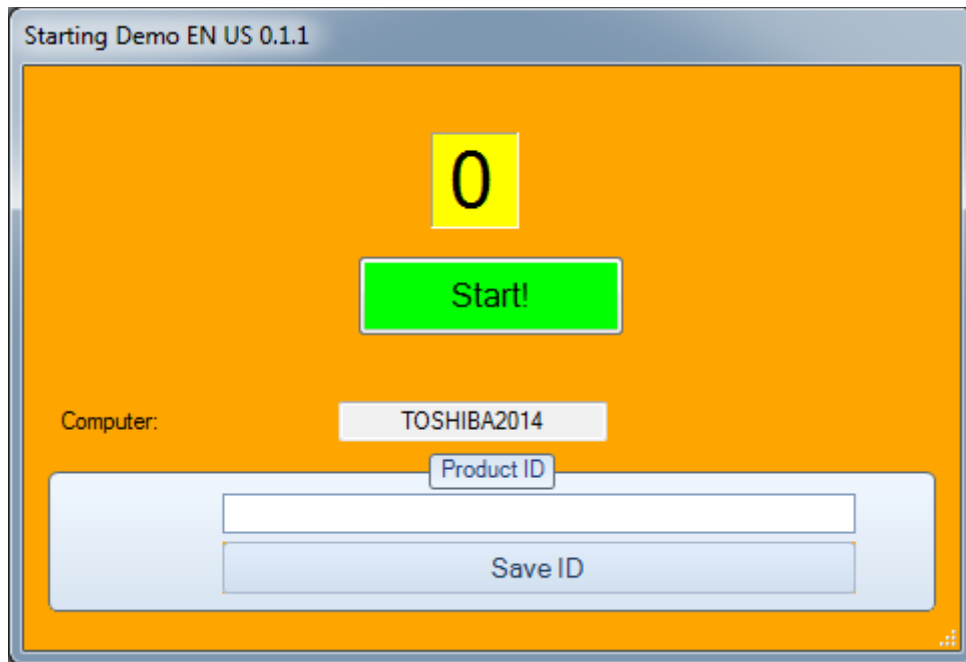 Starting Demo EN US 0.1.1
0
Start!
Computer: TOSHIBA2014
Product ID
Save ID